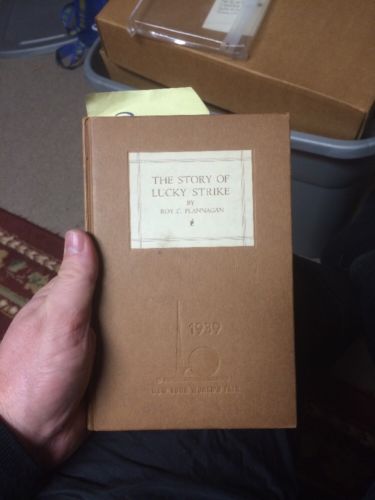 THE STORY OF
LUCKY STRIKE
BY
ROY C. FLANNAGAN
1939
NEW YORK WORLD'S FAIR